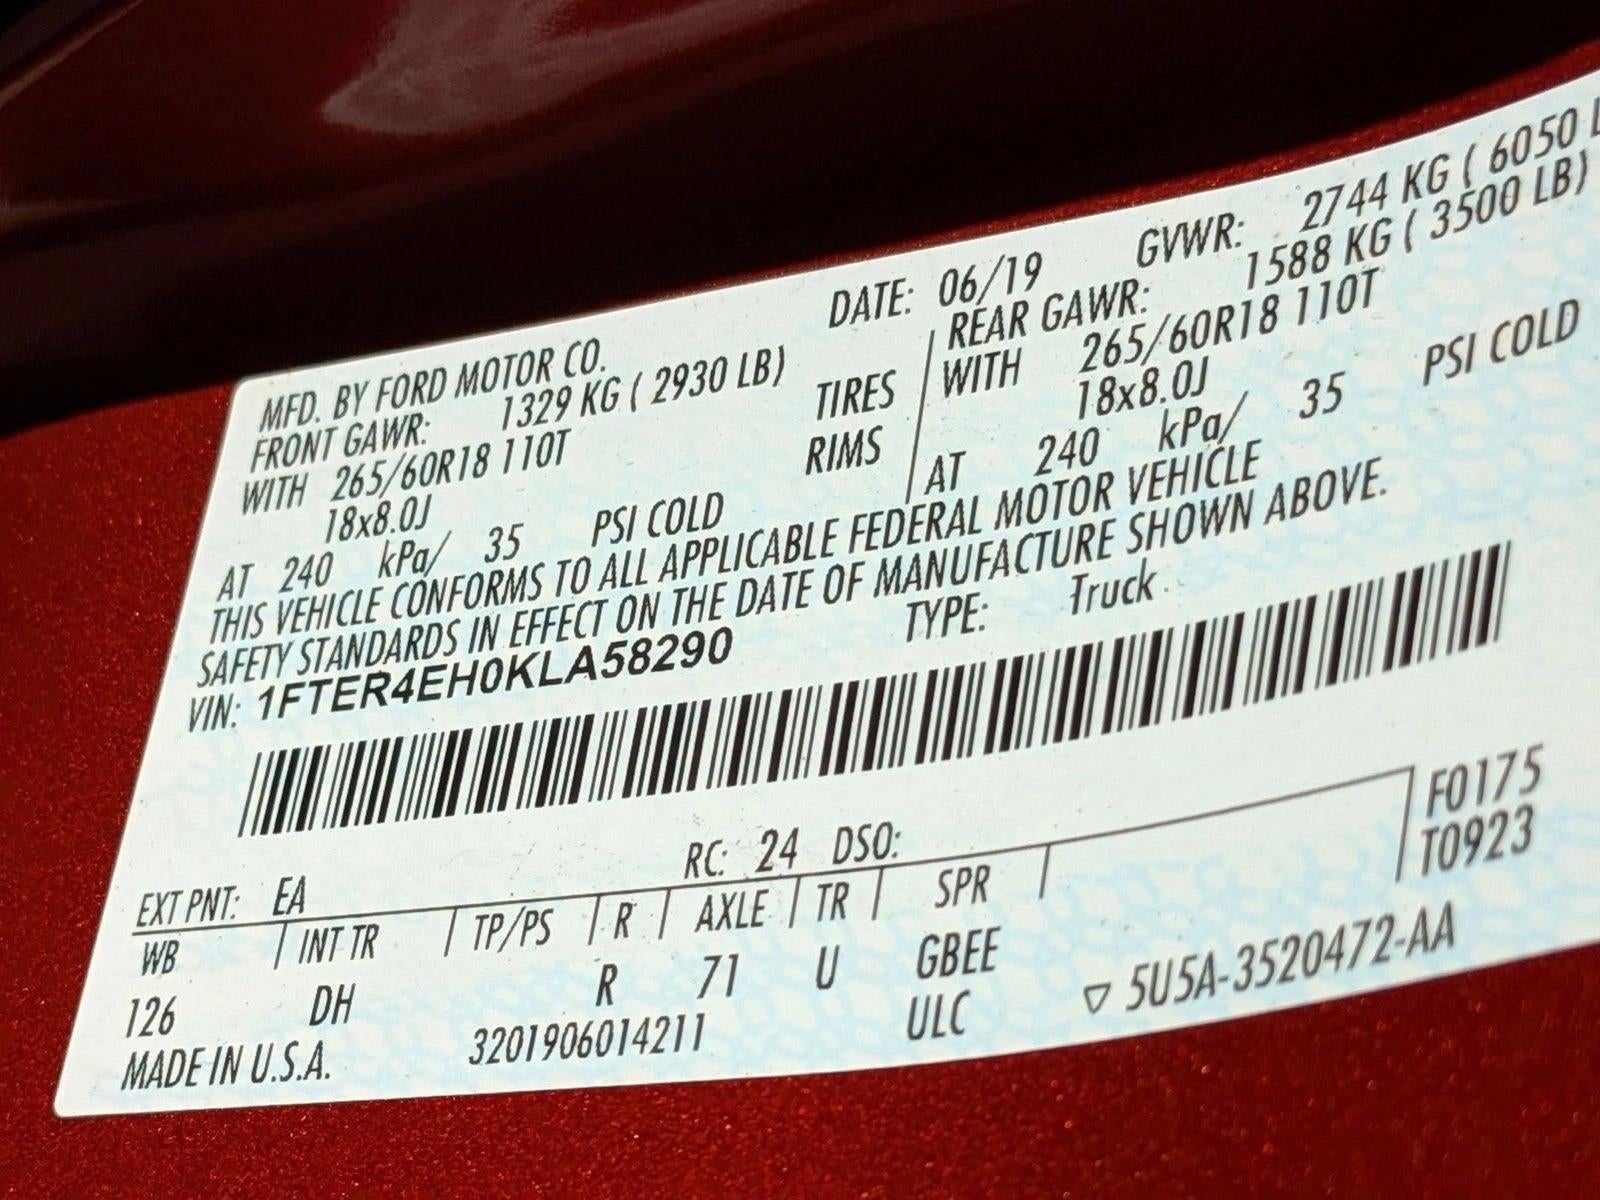 MFD. BY FORD MOTOR CO. DATE: 06/19 GVWR: 2744 KG ( 6050
FRONT GAWR: 1329 KG ( 2930 LB) REAR GAWR: 1588 KG ( 3500 LB)
WITH 265/60R18 110T TIRES WITH 265/60R18 110T
18x8.0J RIMS 18x8.0J
AT 240 kPa/ 35 PSI COLD AT 240 kPa/ 35 PSI COLD
THIS VEHICLE CONFORMS TO ALL APPLICABLE FEDERAL MOTOR VEHICLE
SAFETY STANDARDS IN EFFECT ON THE DATE OF MANUFACTURE SHOWN ABOVE.
VIN: 1FTER4EH0KLA58290 TYPE: Truck
EXT PNT: EA RC: 24 DSO: F0175
WB INT TR TP/PS R AXLE TR SPR T0923
126 DH R 71 U GBEE
MADE IN U.S.A. 3201906014211 ULC ▽ 5U5A-3520472-AA